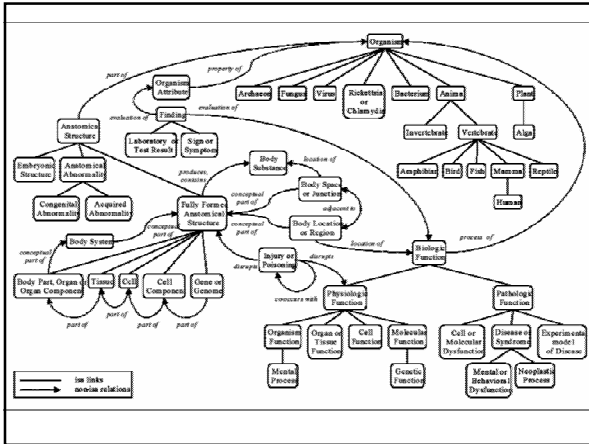 Organism
part of
property of
process of
Organism
Attribute
Archaeon
Fungus
Virus
Rickettsia
or
Chlamydia
Bacterium
Animal
Plant
evaluation of
Finding
evaluation of
Anatomical
Structure
Laboratory or
Test Result
Sign or
Symptom
Invertebrate
Vertebrate
Alga
Embryonic
Structure
Anatomical
Abnormality
Body
Substance
location of
Amphibian
Bird
Fish
Mammal
Reptile
produces,
contains
Body Space
or Junction
conceptual
part of
Human
Congenital
Abnormality
Acquired
Abnormality
Fully Formed
Anatomical
Structure
adjacent to
Body Location
or Region
conceptual
part of
Body System
conceptual
part of
conceptual
part of
location of
Biologic
Function
process of
Injury or
Poisoning
disrupts
disrupts
co-occurs with
Body Part, Organ or
Organ Component
Tissue
Cell
Cell
Component
Gene or
Genome
part of
part of
part of
part of
Physiologic
Function
Pathologic
Function
Organism
Function
Organ or
Tissue
Function
Cell
Function
Molecular
Function
Cell or
Molecular
Dysfunction
Disease or
Syndrome
Experimental
model
of Disease
Mental
Process
Genetic
Function
Mental or
Behavioral
Dysfunction
Neoplastic
Process
isa links
non-isa relations